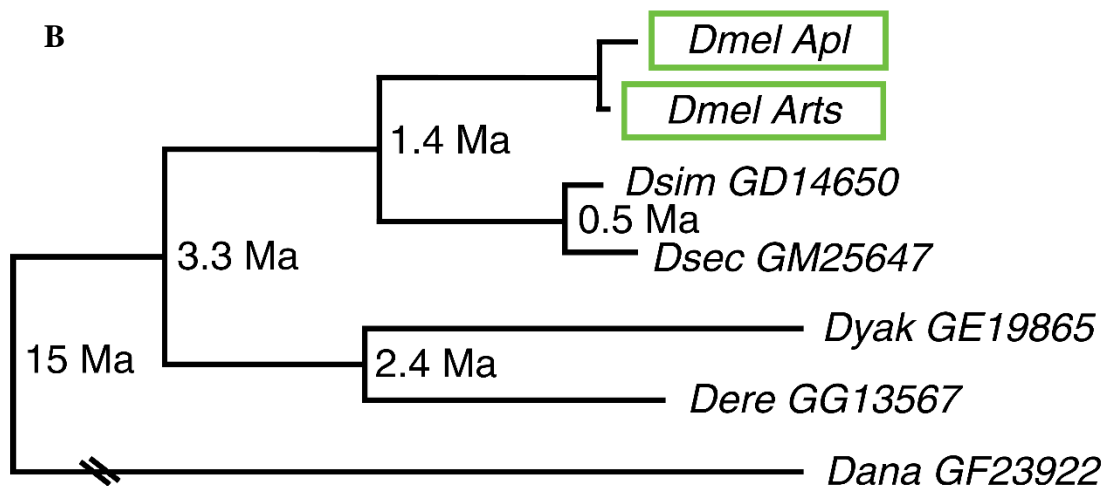 B
Dmel Apl
Dmel Arts
1.4 Ma
Dsim GD14650
0.5 Ma
Dsec GM25647
3.3 Ma
Dyak GE19865
15 Ma
2.4 Ma
Dere GG13567
Dana GF23922